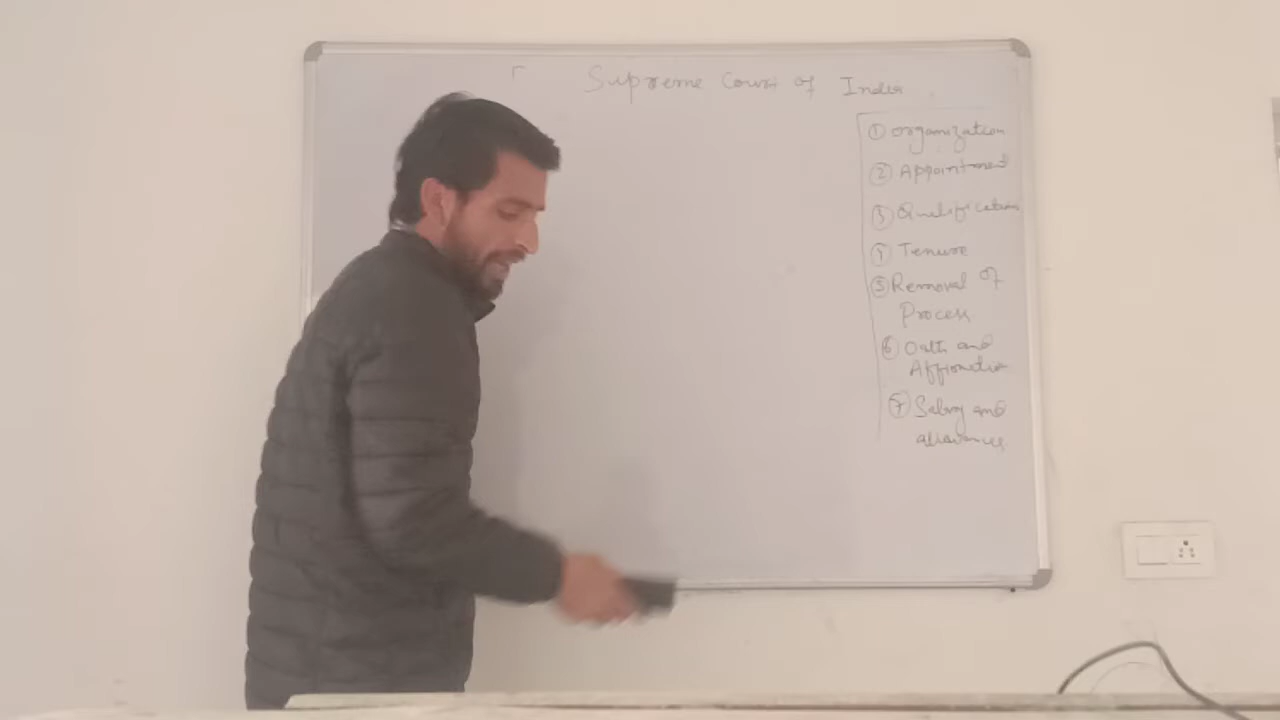 Supreme Court of India
① Organization
② Appointment
③ Qualifications
④ Tenure
⑤ Removal of
Process
⑥ Oath and
Affirmation
⑦ Salary and
allowances